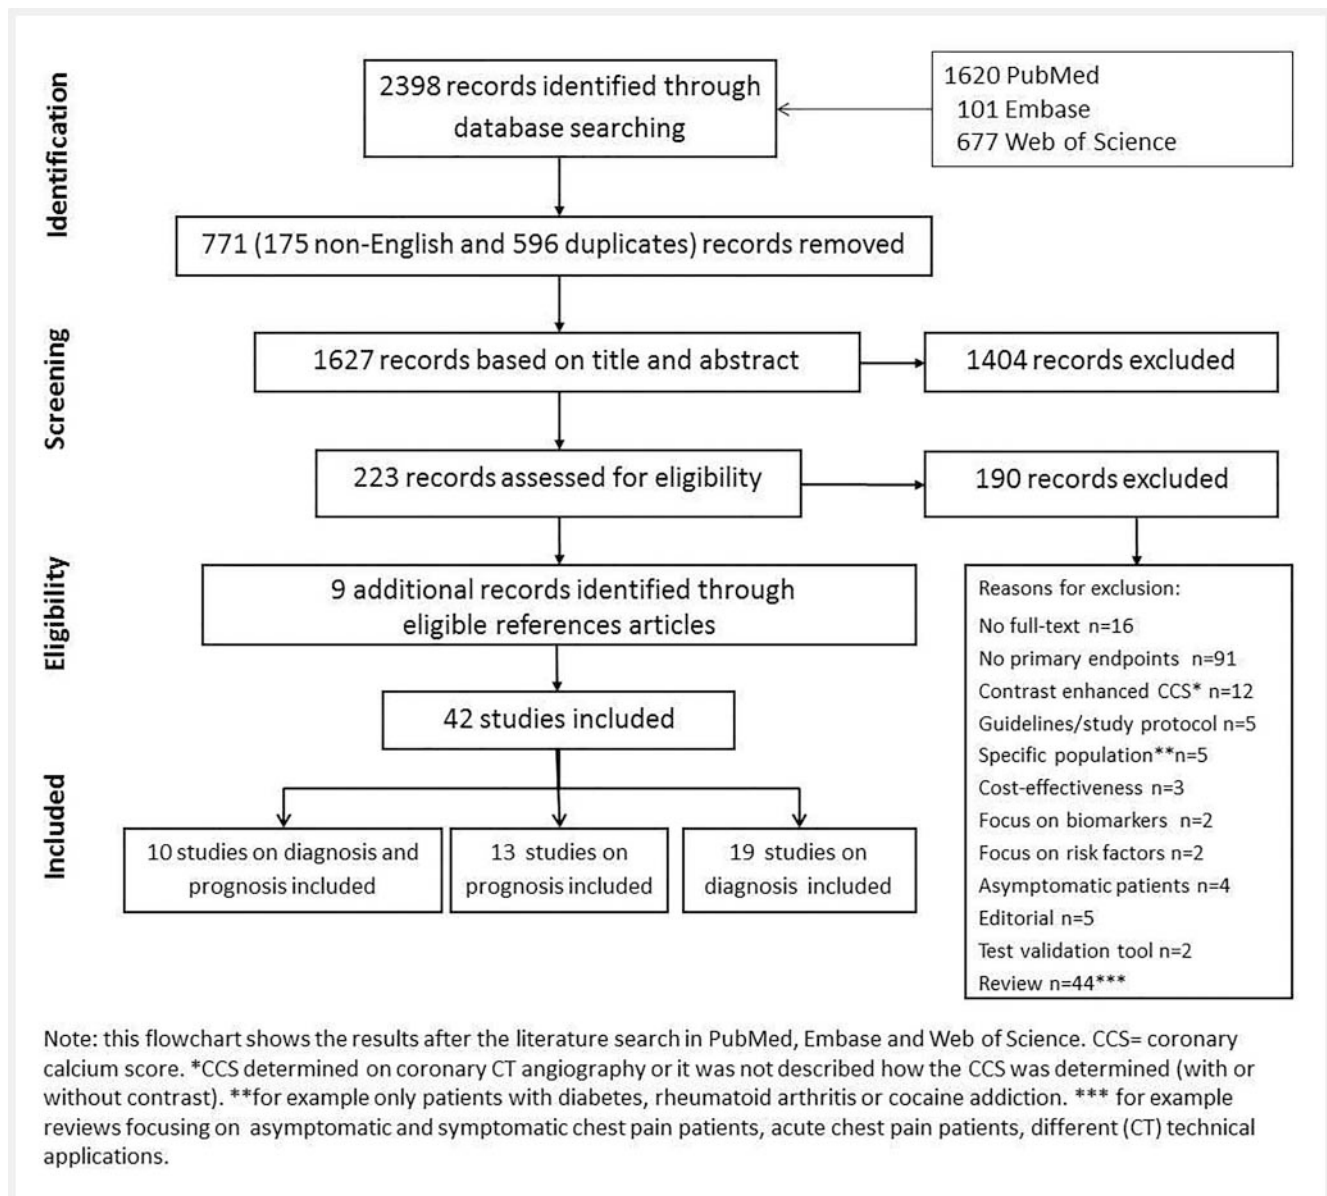 Identification
2398 records identified through
database searching
1620 PubMed
101 Embase
677 Web of Science
771 (175 non-English and 596 duplicates) records removed
Screening
1627 records based on title and abstract
1404 records excluded
223 records assessed for eligibility
190 records excluded
Eligibility
9 additional records identified through
eligible references articles
Reasons for exclusion:
No full-text n=16
No primary endpoints n=91
Contrast enhanced CCS* n=12
Guidelines/study protocol n=5
Specific population**n=5
Cost-effectiveness n=3
Focus on biomarkers n=2
Focus on risk factors n=2
Asymptomatic patients n=4
Editorial n=5
Test validation tool n=2
Review n=44***
42 studies included
Included
10 studies on diagnosis and
prognosis included
13 studies on
prognosis included
19 studies on
diagnosis included
Note: this flowchart shows the results after the literature search in PubMed, Embase and Web of Science. CCS= coronary
calcium score. *CCS determined on coronary CT angiography or it was not described how the CCS was determined (with or
without contrast). **for example only patients with diabetes, rheumatoid arthritis or cocaine addiction. *** for example
reviews focusing on asymptomatic and symptomatic chest pain patients, acute chest pain patients, different (CT) technical
applications.